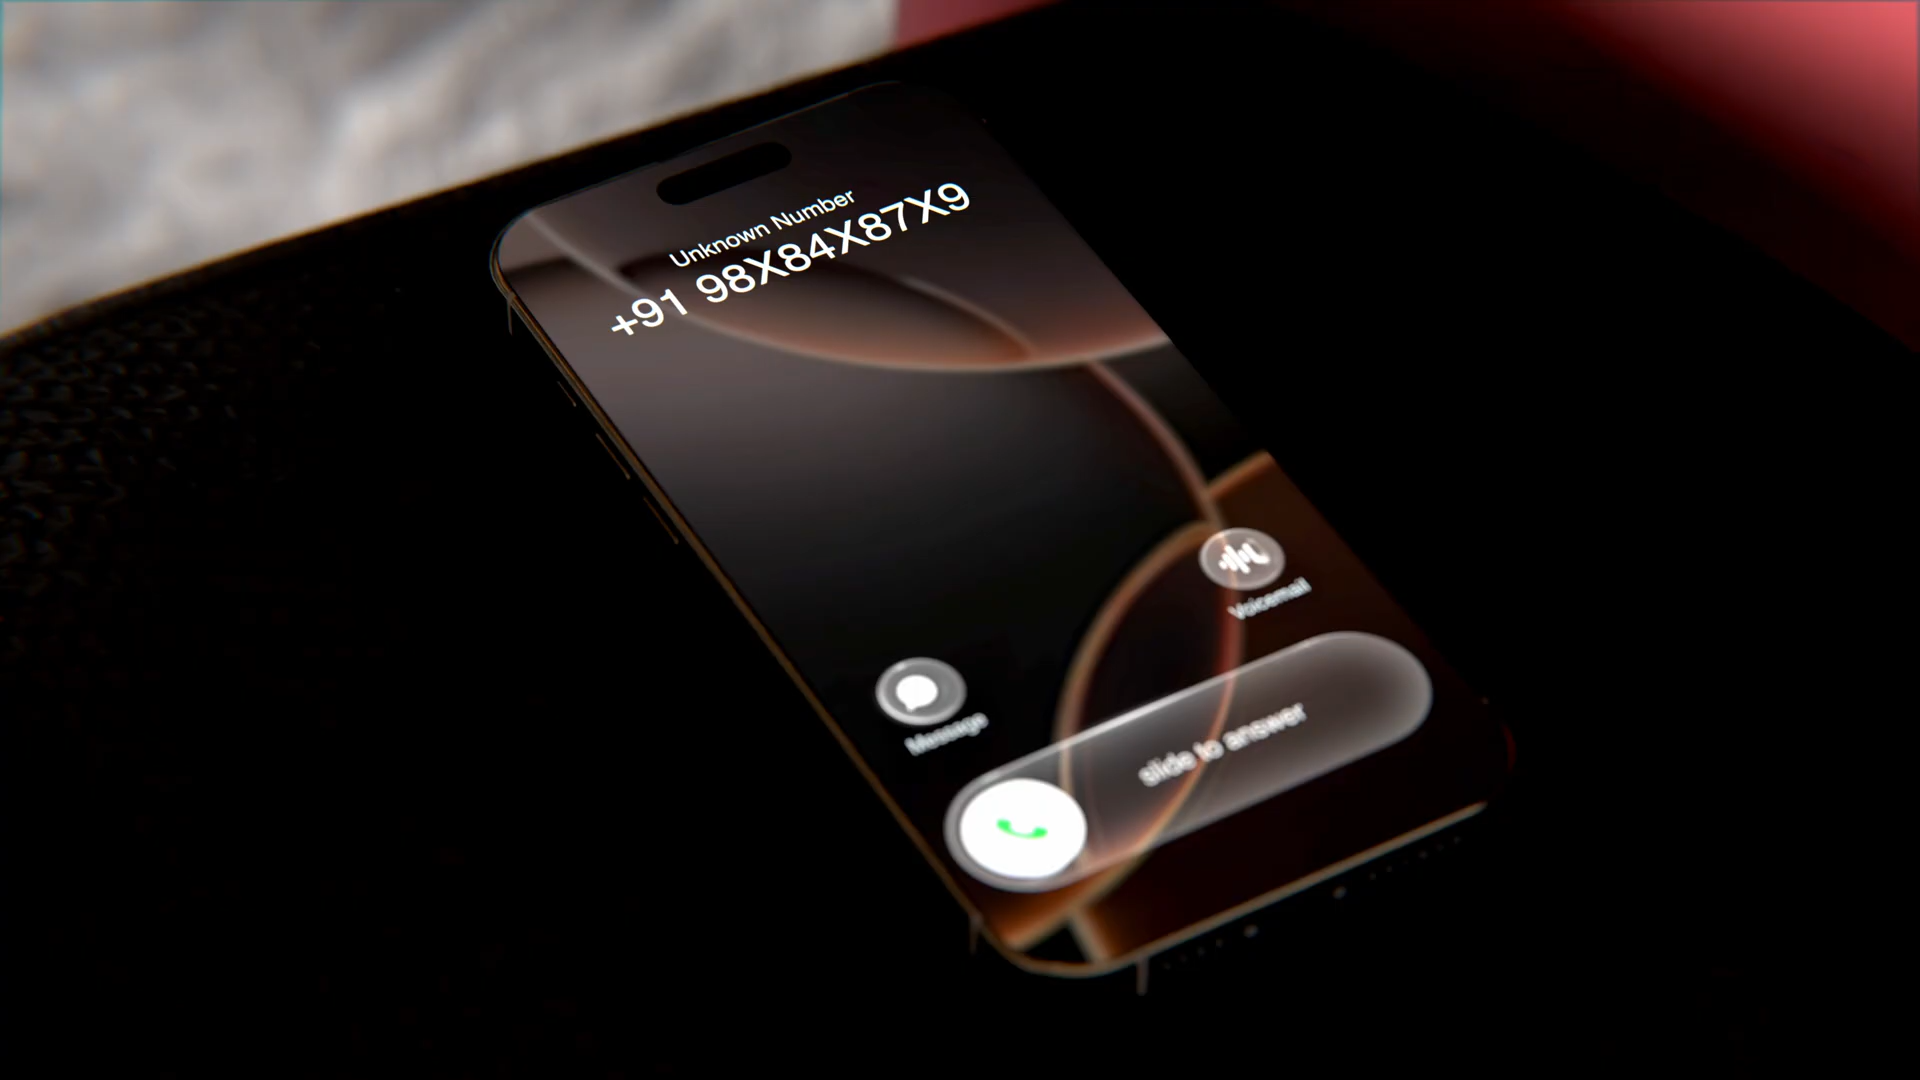 Unknown Number
+91 98X84X87X9
Voicemail
Message
slide to answer